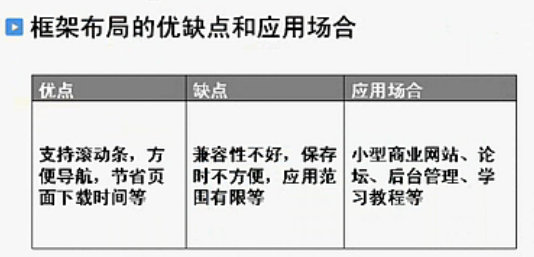 框架布局的优缺点和应用场合
优点 缺点 应用场合
支持滚动条，方 兼容性不好，保存 小型商业网站、论
便导航，节省页 时不方便，应用范 坛、后台管理、学
面下载时间等 围有限等 习教程等